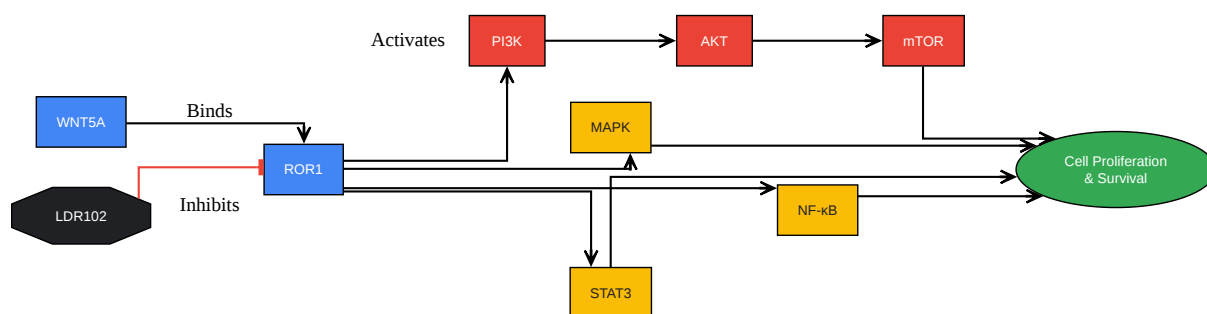 Activates
PI3K
AKT
mTOR
WNT5A
Binds
MAPK
ROR1
Cell Proliferation
& Survival
LDR102
Inhibits
NF-κB
STAT3